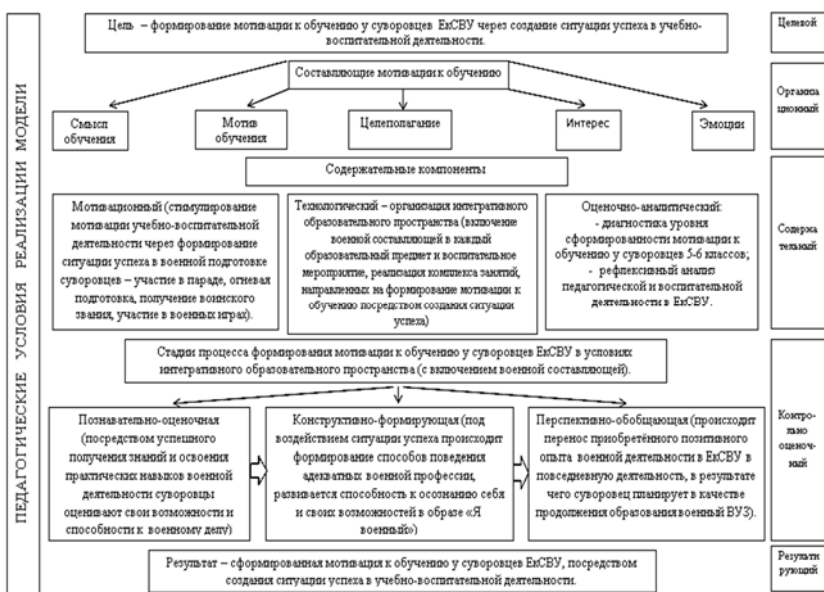 ПЕДАГОГИЧЕСКИЕ УСЛОВИЯ РЕАЛИЗАЦИИ МОДЕЛИ
Цель – формирование мотивации к обучению у суворовцев ЕкСВУ через создание ситуации успеха в учебно-
воспитательной деятельности.
Целевой
Составляющие мотивации к обучению
Организа
ционный
Смысл
обучения
Мотив
обучения
Целеполагание
Интерес
Эмоции
Содержательные компоненты
Мотивационный (стимулирование
мотивации учебно-воспитательной
деятельности через формирование
ситуации успеха в военной подготовке
суворовцев – участие в параде, огневая
подготовка, получение воинского
звания, участие в военных играх).
Технологический – организация интегративного
образовательного пространства (включение
военной составляющей в каждый
образовательный предмет и воспитательное
мероприятие, реализация комплекса занятий,
направленных на формирование мотивации к
обучению посредством создания ситуации
успеха)
Оценочно-аналитический:
- диагностика уровня
сформированности мотивации к
обучению у суворовцев 5-6 классов;
- рефлексивный анализ
педагогической и воспитательной
деятельности в ЕкСВУ.
Содержа
тельный
Стадии процесса формирования мотивации к обучению у суворовцев ЕкСВУ в условиях
интегративного образовательного пространства (с включением военной составляющей).
Познавательно-оценочная
(посредством успешного
получения знаний и освоения
практических навыков военной
деятельности суворовцы
оценивают свои возможности и
способности к военному делу)
Конструктивно-формирующая (под
воздействием ситуации успеха происходит
формирование способов поведения
адекватных военной профессии,
развивается способность к осознанию себя
и своих возможностей в образе «Я
военный»)
Перспективно-обобщающая (происходит
перенос приобретённого позитивного
опыта военной деятельности в ЕкСВУ в
повседневную деятельность, в результате
чего суворовец планирует в качестве
продолжения образования военный ВУЗ).
Контро-
льно
оценоч-
ный
Результат – сформированная мотивация к обучению у суворовцев ЕкСВУ, посредством
создания ситуации успеха в учебно-воспитательной деятельности.
Результи
рующий